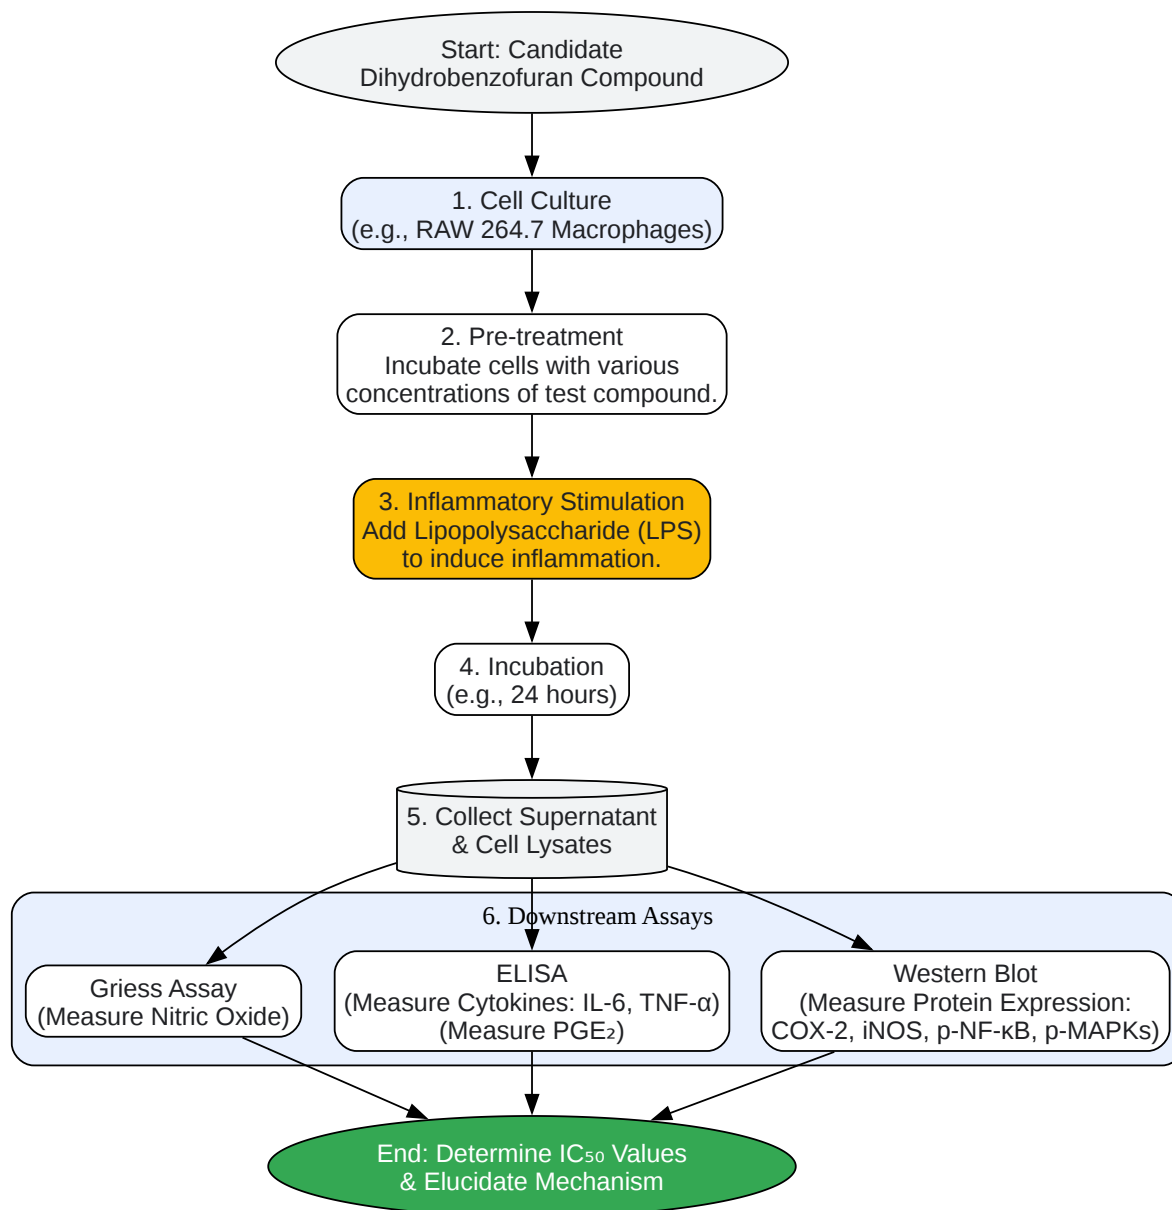 Start: Candidate
Dihydrobenzofuran Compound
1. Cell Culture
(e.g., RAW 264.7 Macrophages)
2. Pre-treatment
Incubate cells with various
concentrations of test compound.
3. Inflammatory Stimulation
Add Lipopolysaccharide (LPS)
to induce inflammation.
4. Incubation
(e.g., 24 hours)
5. Collect Supernatant
& Cell Lysates
6. Downstream Assays
Griess Assay
(Measure Nitric Oxide)
ELISA
(Measure Cytokines: IL-6, TNF-α)
(Measure PGE₂)
Western Blot
(Measure Protein Expression:
COX-2, iNOS, p-NF-κB, p-MAPKs)
End: Determine IC₅₀ Values
& Elucidate Mechanism